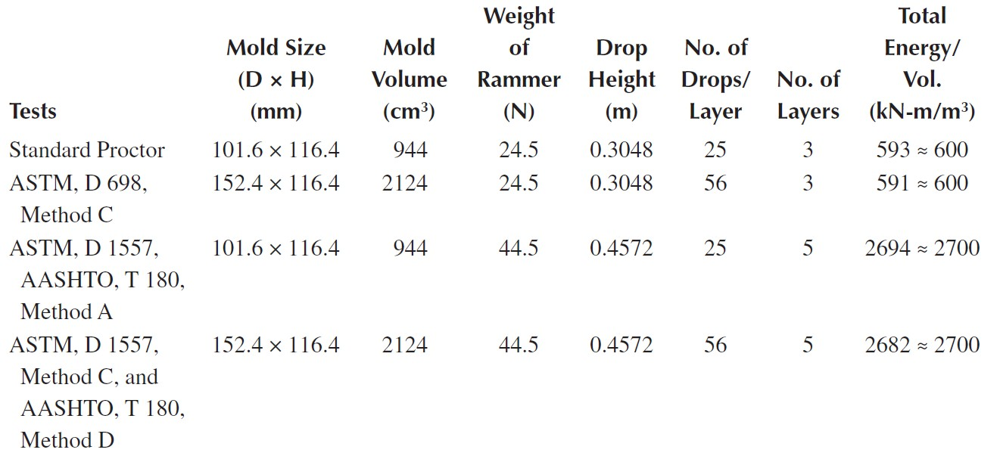 Weight
Total
of
Energy/
Mold Size
Mold
Drop
No. of
(D × H)
Volume
Rammer
Height
Drops/
No. of
Vol.
Tests
(mm)
(cm³)
(N)
(m)
Layer
Layers
(kN-m/m³)
Standard Proctor 101.6 × 116.4 944 24.5 0.3048 25 3 593 ≈ 600
ASTM, D 698, 152.4 × 116.4 2124 24.5 0.3048 56 3 591 ≈ 600
Method C
ASTM, D 1557, 101.6 × 116.4 944 44.5 0.4572 25 5 2694 ≈ 2700
AASHTO, T 180,
Method A
ASTM, D 1557, 152.4 × 116.4 2124 44.5 0.4572 56 5 2682 ≈ 2700
Method C, and
AASHTO, T 180,
Method D